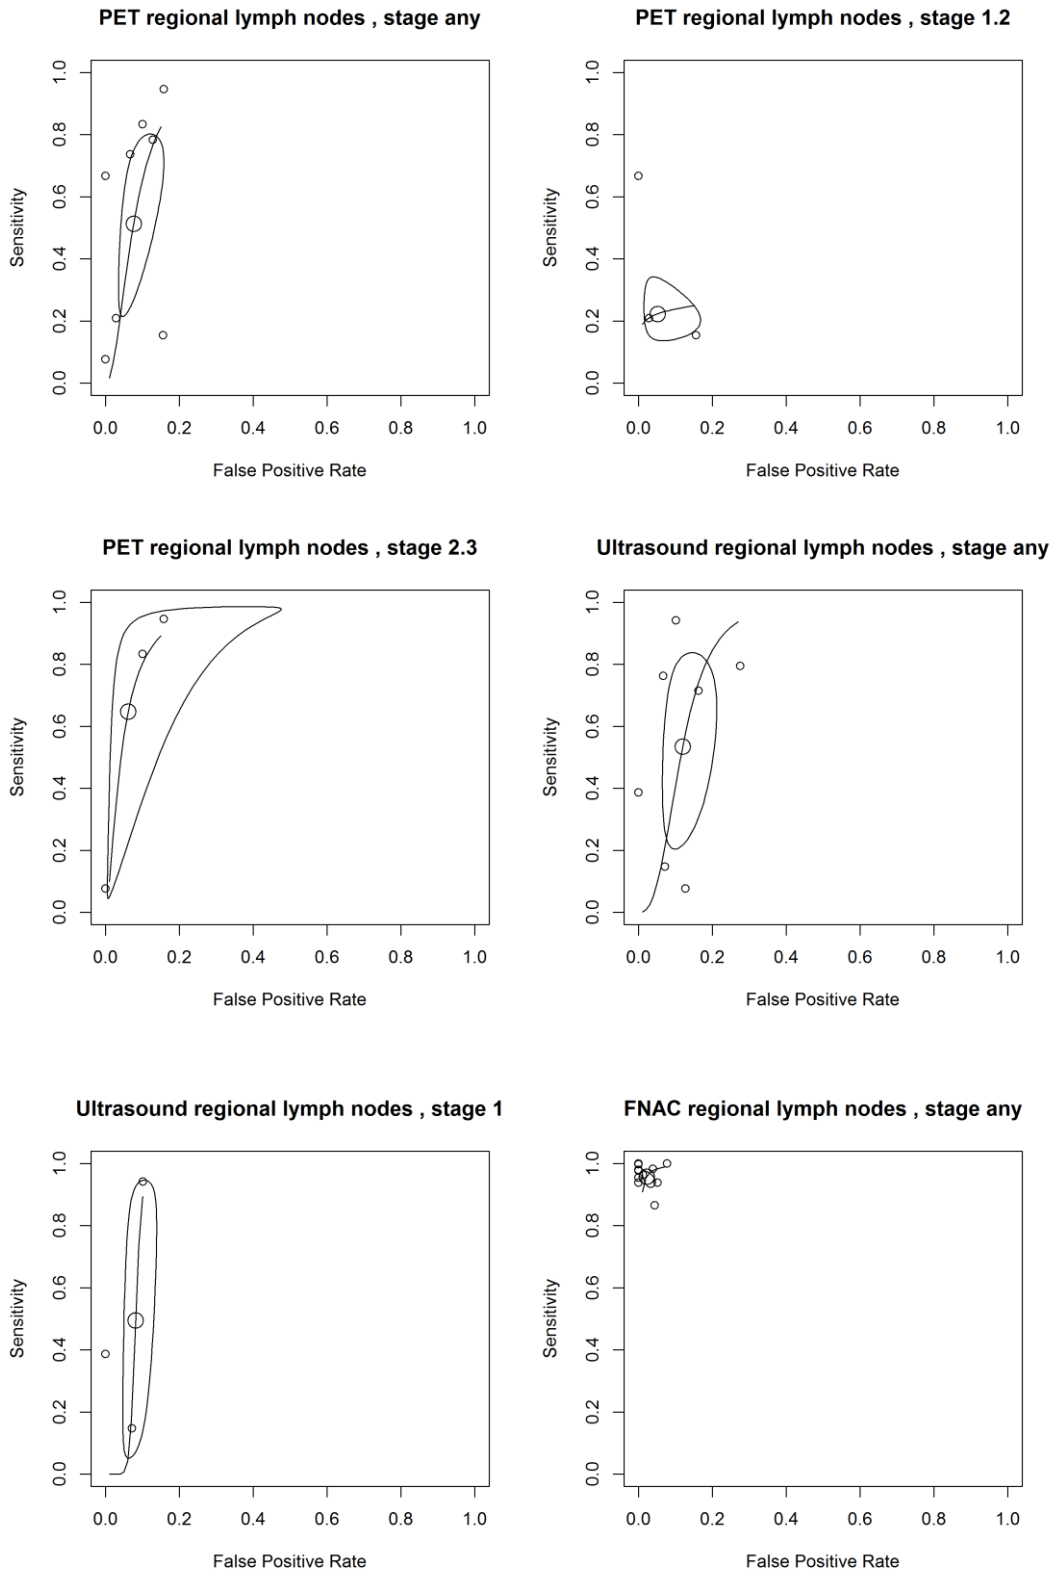 PET regional lymph nodes , stage any
Sensitivity
0.0 0.2 0.4 0.6 0.8 1.0
0.0 0.2 0.4 0.6 0.8 1.0
False Positive Rate
PET regional lymph nodes , stage 1.2
Sensitivity
0.0 0.2 0.4 0.6 0.8 1.0
0.0 0.2 0.4 0.6 0.8 1.0
False Positive Rate
PET regional lymph nodes , stage 2.3
Sensitivity
0.0 0.2 0.4 0.6 0.8 1.0
0.0 0.2 0.4 0.6 0.8 1.0
False Positive Rate
Ultrasound regional lymph nodes , stage any
Sensitivity
0.0 0.2 0.4 0.6 0.8 1.0
0.0 0.2 0.4 0.6 0.8 1.0
False Positive Rate
Ultrasound regional lymph nodes , stage 1
Sensitivity
0.0 0.2 0.4 0.6 0.8 1.0
0.0 0.2 0.4 0.6 0.8 1.0
False Positive Rate
FNAC regional lymph nodes , stage any
Sensitivity
0.0 0.2 0.4 0.6 0.8 1.0
0.0 0.2 0.4 0.6 0.8 1.0
False Positive Rate